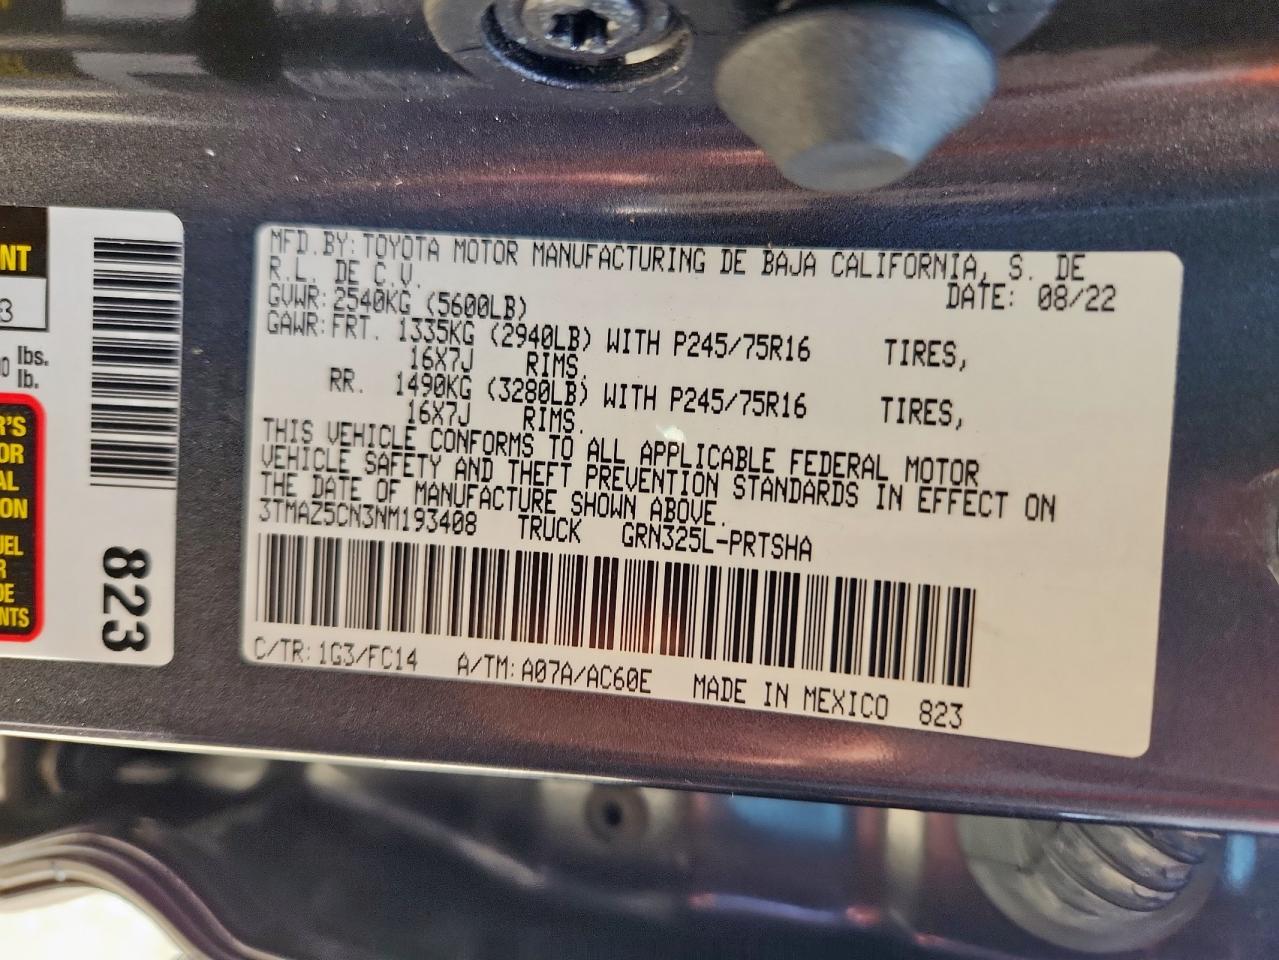 MFD.BY:TOYOTA MOTOR MANUFACTURING DE BAJA CALIFORNIA, S. DE
R.L. DE C.V.
DATE: 08/22
GVWR:2540KG (5600LB)
GAWR:FRT. 1335KG (2940LB) WITH P245/75R16 TIRES,
16X7J RIMS.
RR. 1490KG (3280LB) WITH P245/75R16 TIRES,
16X7J RIMS.
THIS VEHICLE CONFORMS TO ALL APPLICABLE FEDERAL MOTOR
VEHICLE SAFETY AND THEFT PREVENTION STANDARDS IN EFFECT ON
THE DATE OF MANUFACTURE SHOWN ABOVE.
3TMAZ5CN3NM193408 TRUCK GRN325L-PRTSHA
C/TR:1G3/FC14 A/TM:A07A/AC60E MADE IN MEXICO 823
lbs.
lb.
823